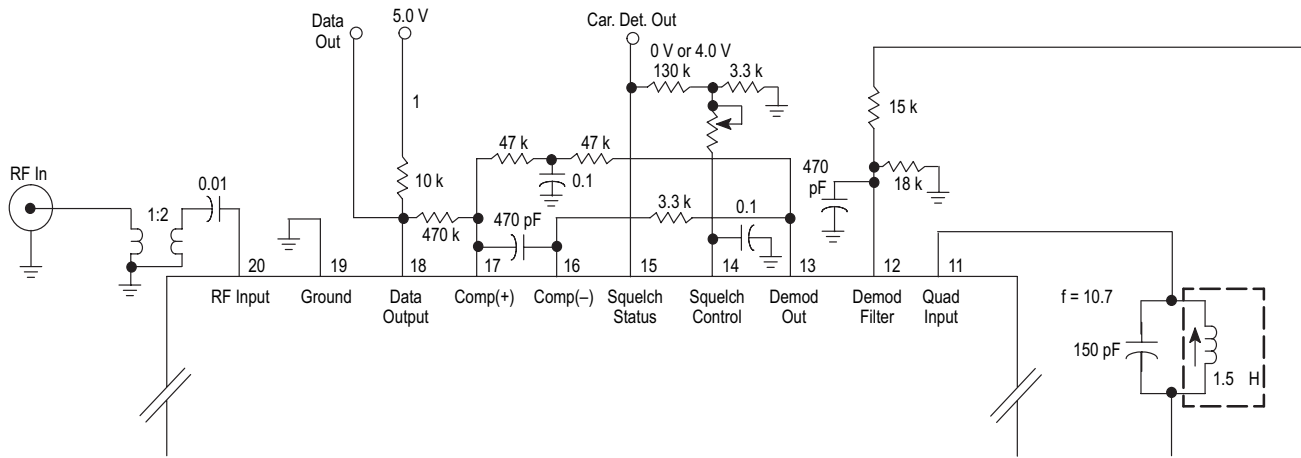 Data
Out
5.0 V
Car. Det. Out
0 V or 4.0 V
130 k
3.3 k
1
15 k
47 k
47 k
RF In
0.01
10 k
0.1
470
pF
18 k
1:2
470 k
470 pF
3.3 k
0.1
20
19
18
17
16
15
14
13
12
11
RF Input
Ground
Data
Output
Comp(+)
Comp(–)
Squelch
Status
Squelch
Control
Demod
Out
Demod
Filter
Quad
Input
f = 10.7
150 pF
1.5 H